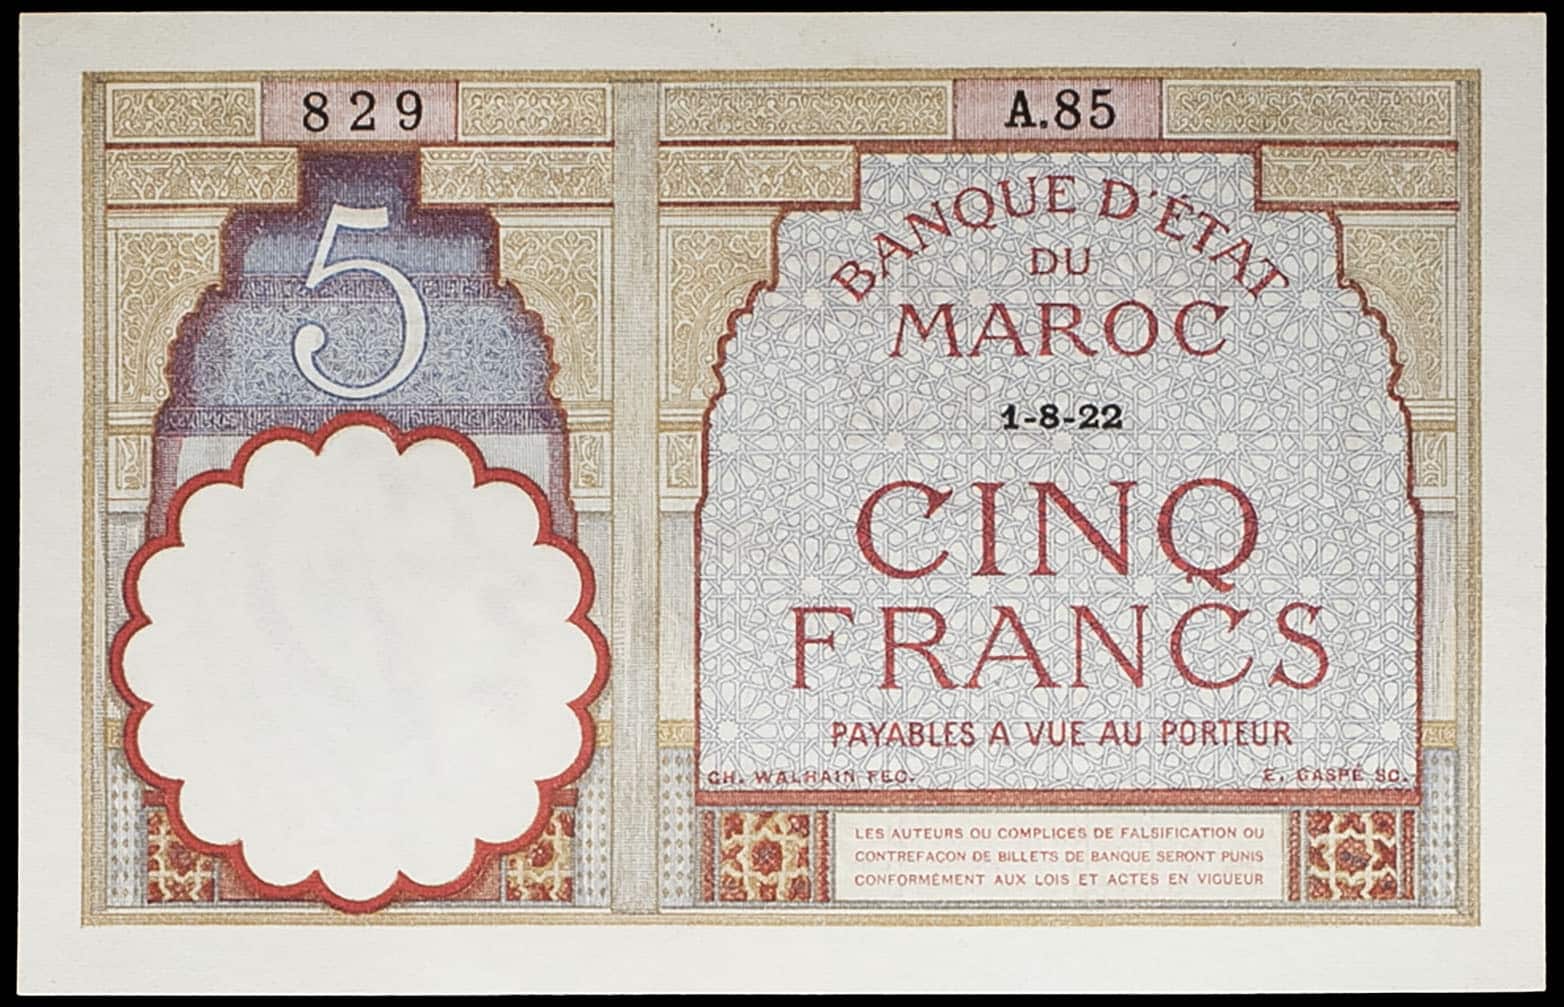 829
A.85
5
BANQUE D'ÉTAT
DU
MAROC
1-8-22
CINQ
FRANCS
PAYABLES A VUE AU PORTEUR
CH. WALHAIN FEC.
E. GASPÉ SC.
LES AUTEURS OU COMPLICES DE FALSIFICATION OU
CONTREFAÇON DE BILLETS DE BANQUE SERONT PUNIS
CONFORMÉMENT AUX LOIS ET ACTES EN VIGUEUR